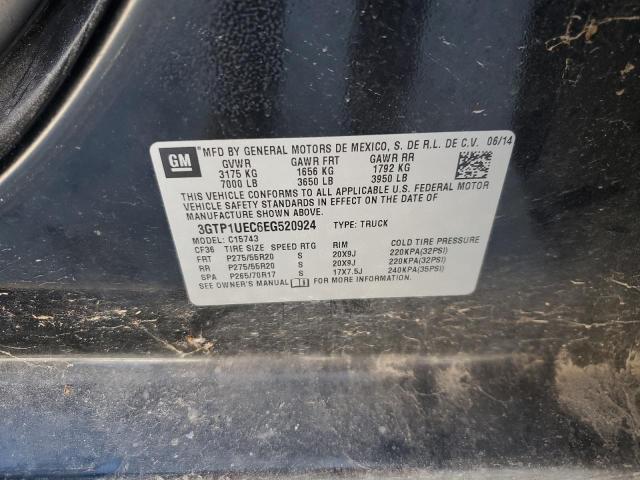 GM
MFD BY GENERAL MOTORS DE MEXICO, S. DE R.L. DE C.V. 06/14
GVWR GAWR FRT GAWR RR
3175 KG 1656 KG 1792 KG
7000 LB 3650 LB 3950 LB
THIS VEHICLE CONFORMS TO ALL APPLICABLE U.S. FEDERAL MOTOR
VEHICLE SAFETY STANDARDS IN EFFECT ON THE DATE OF
MANUFACTURE SHOWN ABOVE.
3GTP1UEC6EG520924 TYPE: TRUCK
MODEL: C15743
CF36 TIRE SIZE SPEED RTG RIM COLD TIRE PRESSURE
FRT P275/55R20 S 20X9J 220KPA(32PSI)
RR P275/55R20 S 20X9J 220KPA(32PSI)
SPA P265/70R17 S 17X7.5J 240KPA(35PSI)
SEE OWNER'S MANUAL FOR MORE INFORMATION.